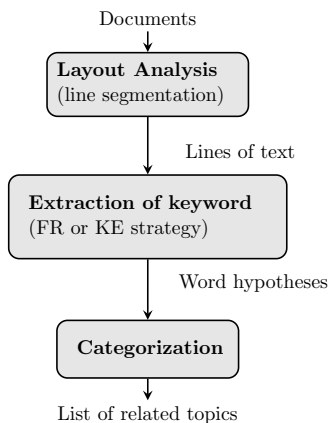 Documents
Layout Analysis
(line segmentation)
Lines of text
Extraction of keyword
(FR or KE strategy)
Word hypotheses
Categorization
List of related topics